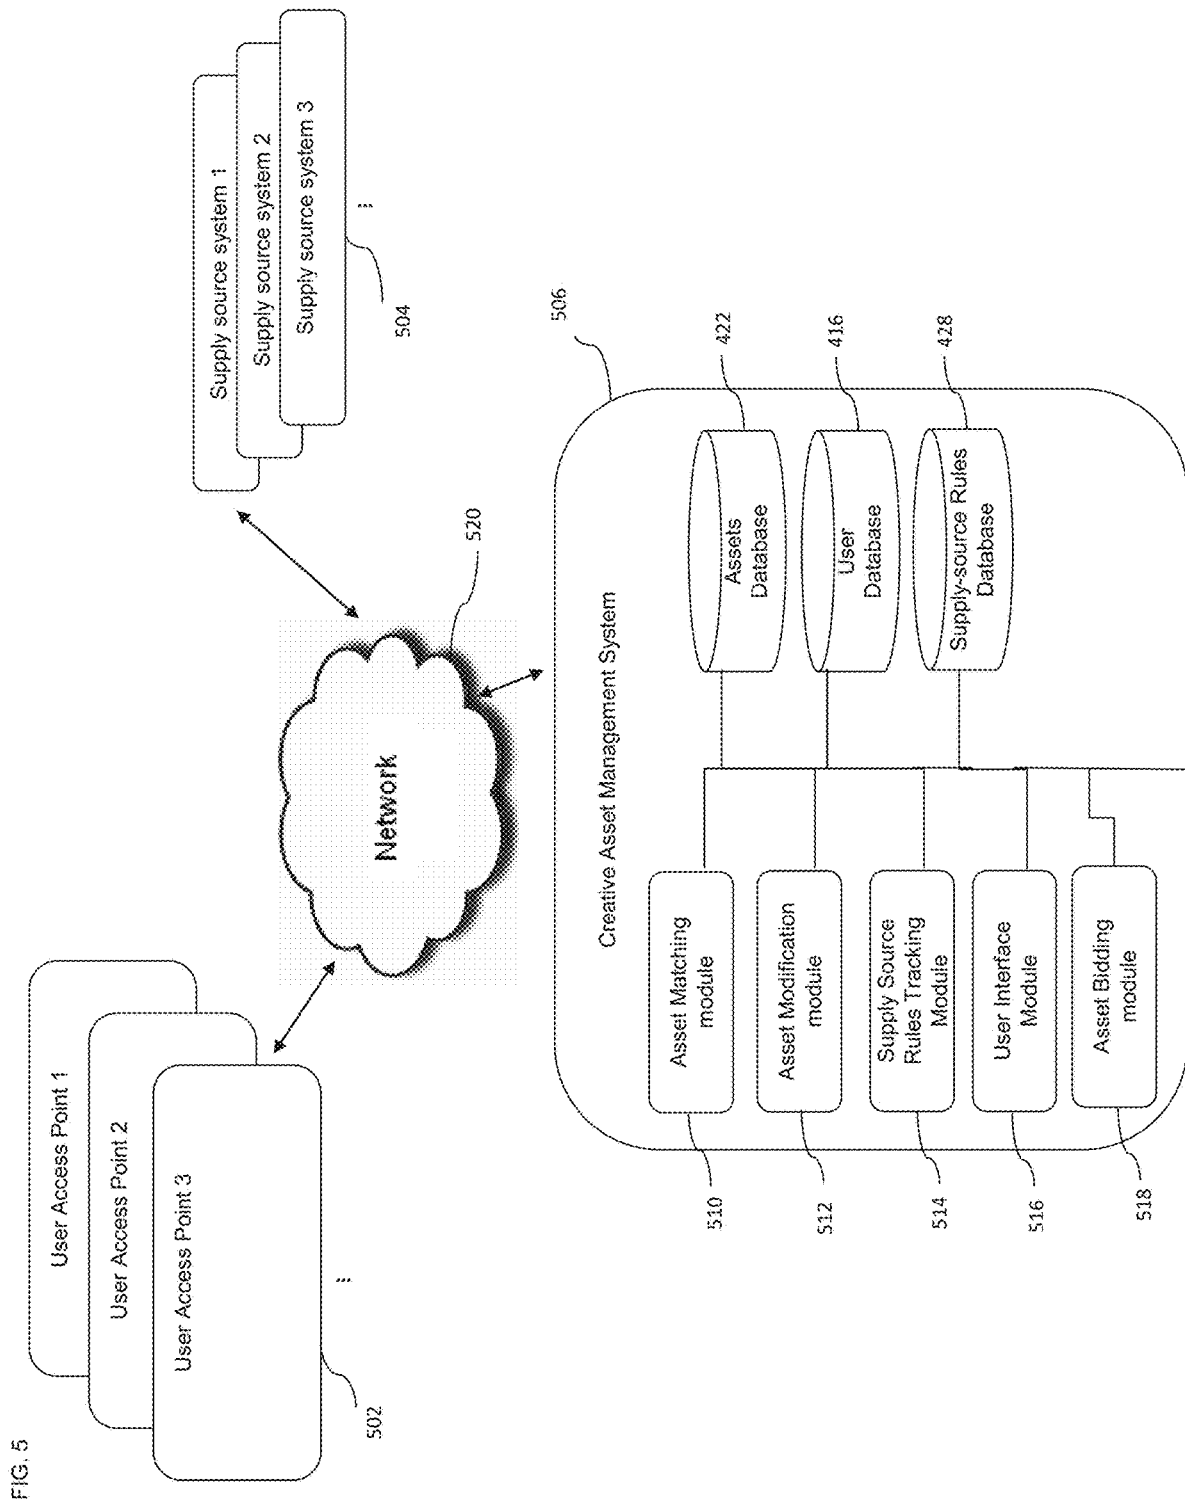 FIG. 5
User Access Point 1
User Access Point 2
User Access Point 3
...
502
Network
520
Supply source system 1
Supply source system 2
Supply source system 3
...
504
506
Creative Asset Management System
Asset Matching
module
510
Asset Modification
module
512
Supply Source
Rules Tracking
Module
514
User Interface
Module
516
Asset Bidding
module
518
Assets
Database
422
User
Database
416
Supply-source Rules
Database
428